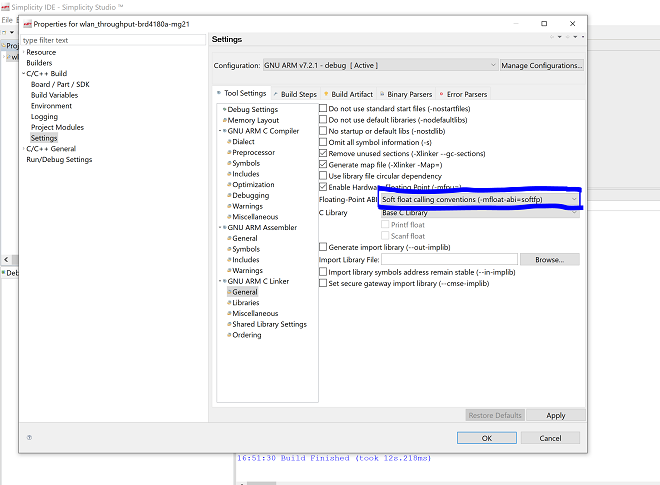 Simplicity IDE - Simplicity Studio ™
Properties for wlan_throughput-brd4180a-mg21
type filter text
Resource
Builders
C/C++ Build
Board / Part / SDK
Build Variables
Environment
Logging
Project Modules
Settings
C/C++ General
Run/Debug Settings
Settings
Configuration:
GNU ARM v7.2.1 - debug [ Active ]
Manage Configurations...
Tool Settings
Build Steps
Build Artifact
Binary Parsers
Error Parsers
Debug Settings
Memory Layout
GNU ARM C Compiler
Dialect
Preprocessor
Symbols
Includes
Optimization
Debugging
Warnings
Miscellaneous
GNU ARM Assembler
General
Symbols
Includes
Warnings
GNU ARM C Linker
General
Libraries
Miscellaneous
Shared Library Settings
Ordering
Do not use standard start files (-nostartfiles)
Do not use default libraries (-nodefaultlibs)
No startup or default libs (-nostdlib)
Omit all symbol information (-s)
Remove unused sections (-Xlinker --gc-sections)
Generate map file (-Xlinker -Map=)
Use library file circular dependency
Enable Hardware Floating Point (-mfpu=)
Floating-Point ABI
Soft float calling conventions (-mfloat-abi=softfp)
C Library
Base C Library
Printf float
Scanf float
Generate import library (--out-implib)
Import Library File:
Browse...
Import library symbols address remain stable (--in-implib)
Set secure gateway import library (--cmse-implib)
Restore Defaults
Apply
OK
Cancel
16:51:30 Build Finished (took 12s.218ms)